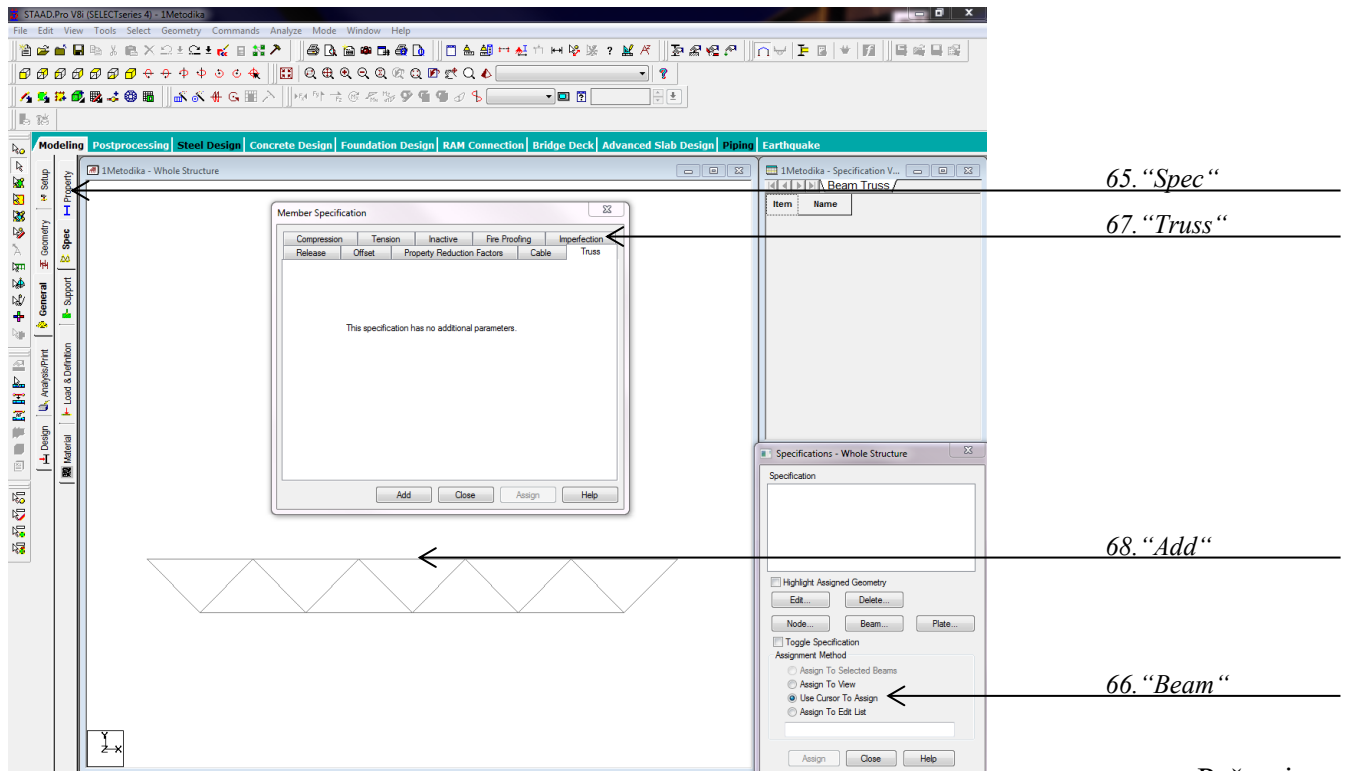 STAAD.Pro V8i (SELECTseries 4) - 1Metodika
File Edit View Tools Select Geometry Commands Analyze Mode Window Help
Modeling Postprocessing Steel Design Concrete Design Foundation Design RAM Connection Bridge Deck Advanced Slab Design Piping Earthquake
Setup
Geometry
General
Analysis/Print
Design
Property
Spec
Support
Load & Definition
Material
1Metodika - Whole Structure
Member Specification
Compression Tension Inactive Fire Proofing Imperfection
Release Offset Property Reduction Factors Cable Truss
This specification has no additional parameters.
Add Close Assign Help
Y
Z X
1Metodika - Specification V...
Beam Truss
Item Name
Specifications - Whole Structure
Specification
Highlight Assigned Geometry
Edit... Delete...
Node... Beam... Plate...
Toggle Specification
Assignment Method
Assign To Selected Beams
Assign To View
Use Cursor To Assign
Assign To Edit List
Assign Close Help
65. “Spec“
67. “Truss“
68. “Add“
66. “Beam“